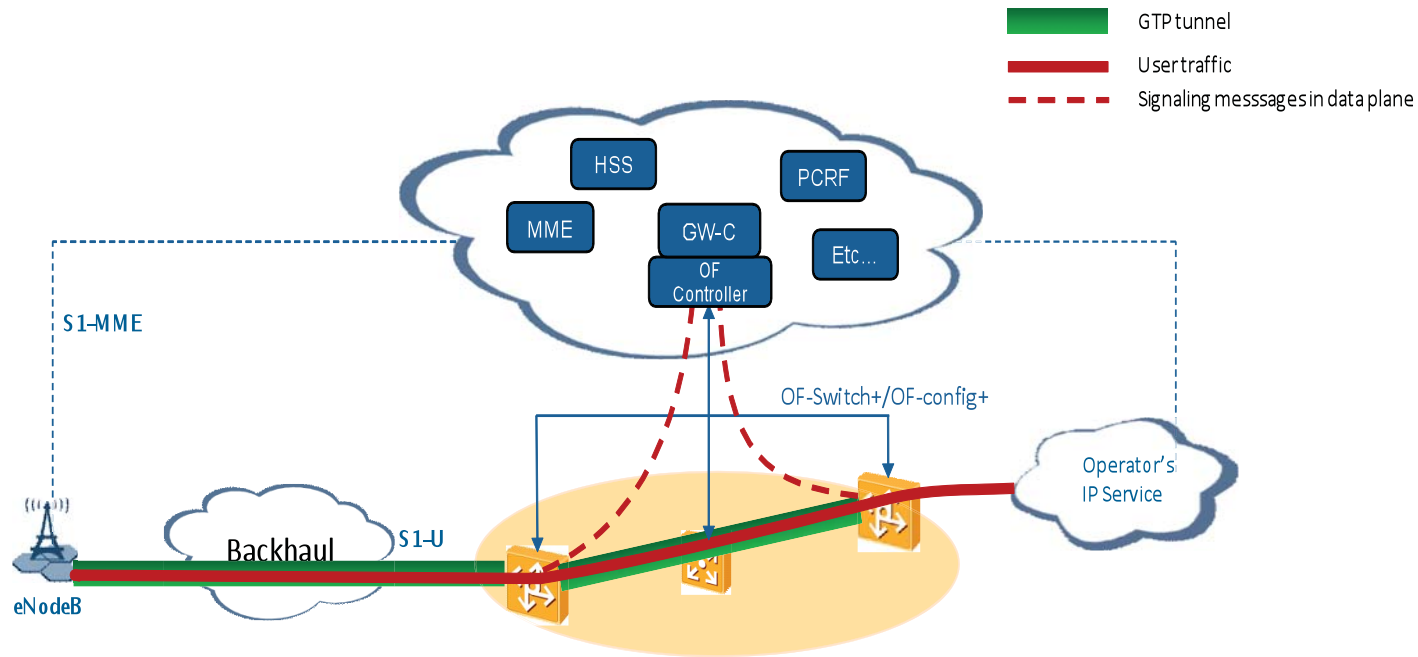 GTP tunnel
User traffic
Signaling messsages in data plane
HSS
PCRF
MME
GW-C
Etc...
OF
Controller
S1–MME
OF-Switch+/OF-config+
Operator's
IP Service
Backhaul
S1–U
eNodeB